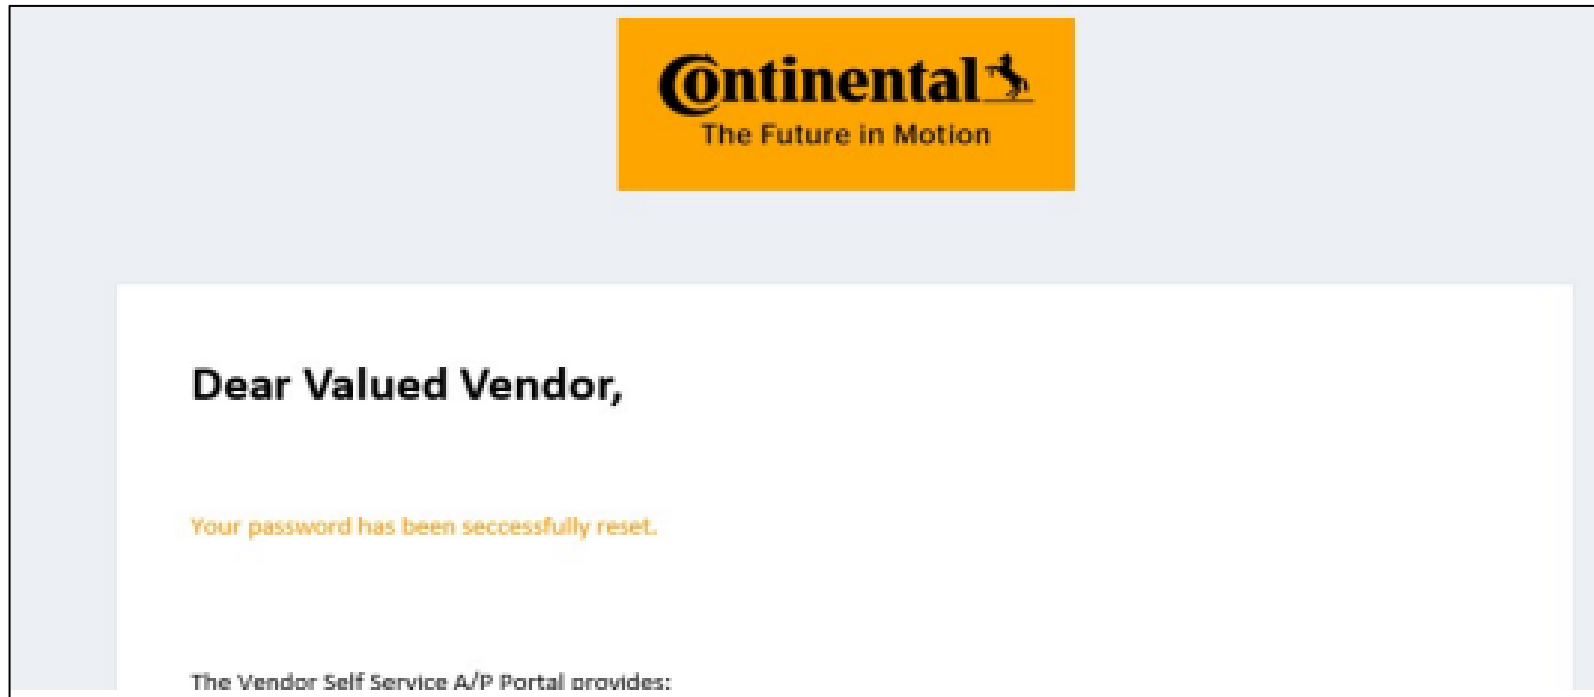 Continental
The Future in Motion
Dear Valued Vendor,
Your password has been seccessfully reset.
The Vendor Self Service A/P Portal provides: